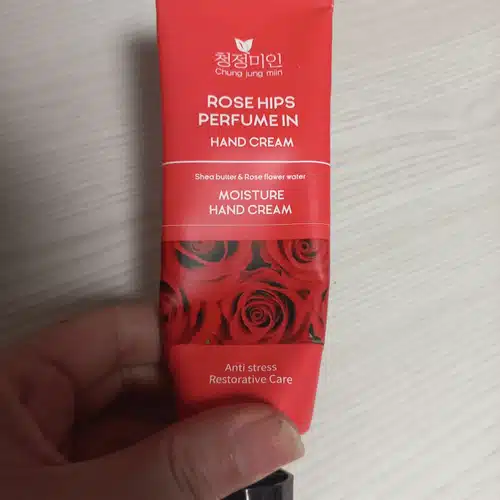 청정미인
Chung jung miin
ROSE HIPS
PERFUME IN
HAND CREAM
Shea butter & Rose flower water
MOISTURE
HAND CREAM
Anti stress
Restorative Care